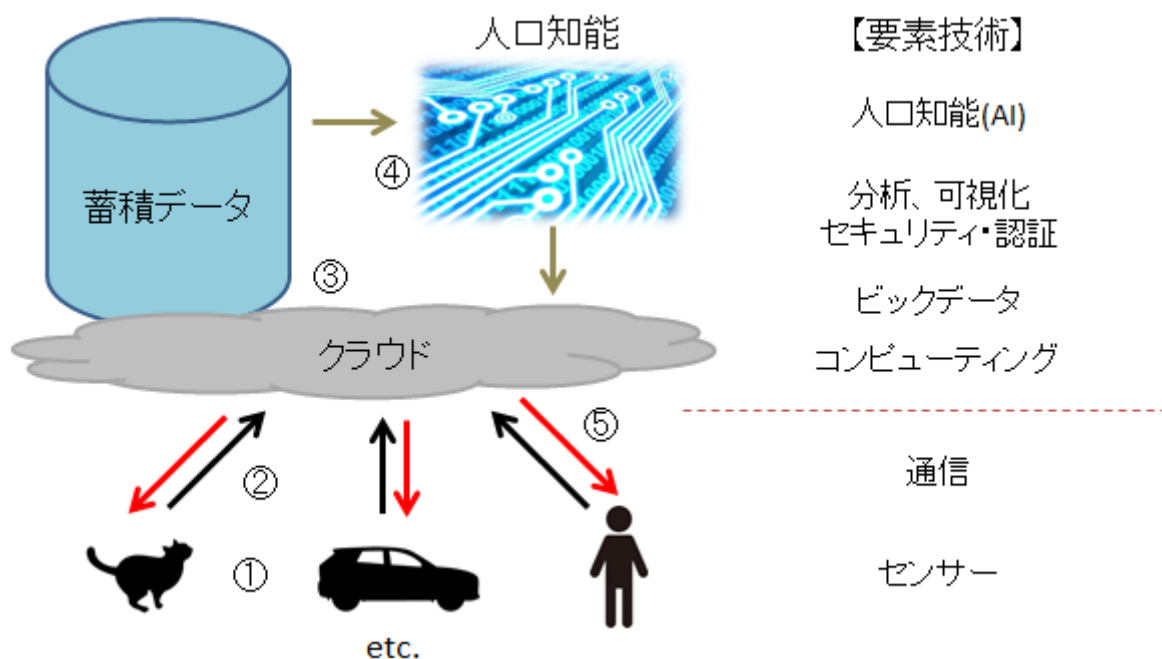 人口知能
【要素技術】
人口知能(AI)
④
蓄積データ
分析、可視化
セキュリティ・認証
③
ビックデータ
クラウド
コンピューティング
⑤
②
通信
①
センサー
etc.